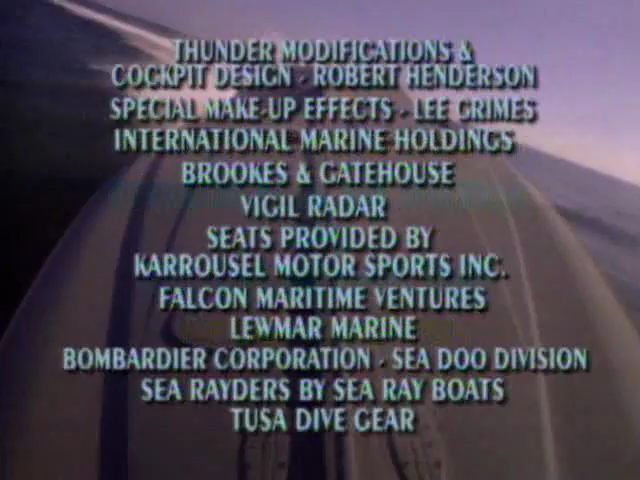 THUNDER MODIFICATIONS &
COCKPIT DESIGN - ROBERT HENDERSON
SPECIAL MAKE-UP EFFECTS - LEE GRIMES
INTERNATIONAL MARINE HOLDINGS
BROOKES & GATEHOUSE
VIGIL RADAR
SEATS PROVIDED BY
KARROUSEL MOTOR SPORTS INC.
FALCON MARITIME VENTURES
LEWMAR MARINE
BOMBARDIER CORPORATION - SEA DOO DIVISION
SEA RAYDERS BY SEA RAY BOATS
TUSA DIVE GEAR